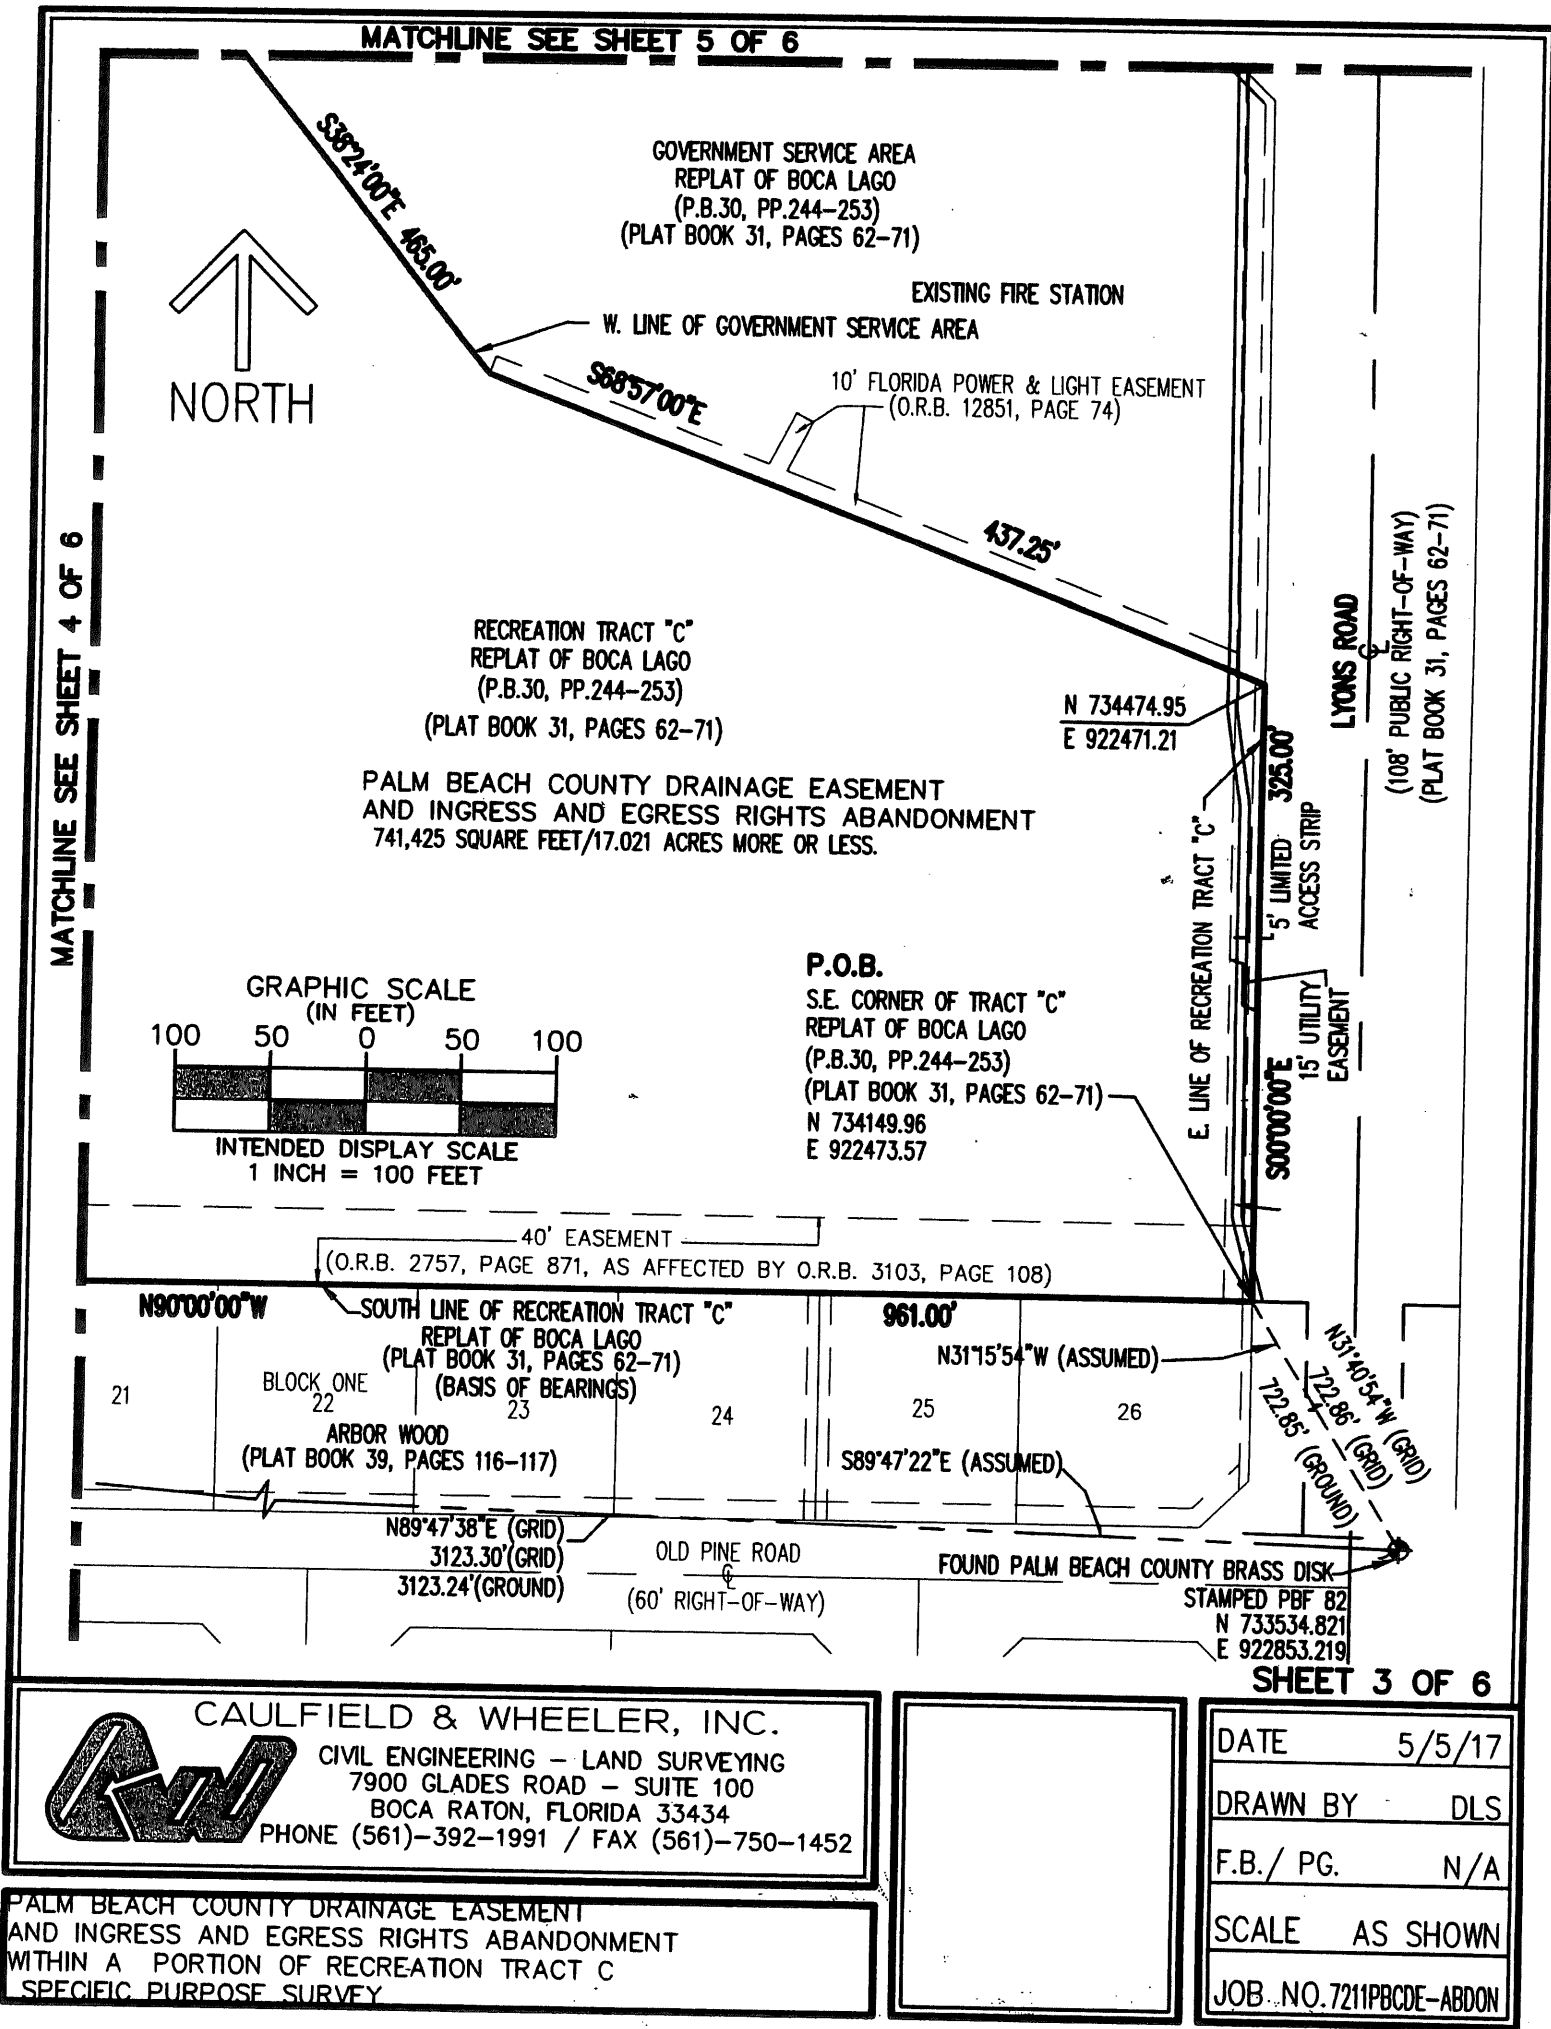 MATCHLINE SEE SHEET 5 OF 6
S38°24'00"E 465.00'
GOVERNMENT SERVICE AREA
REPLAT OF BOCA LAGO
(P.B.30, PP.244-253)
(PLAT BOOK 31, PAGES 62-71)
EXISTING FIRE STATION
W. LINE OF GOVERNMENT SERVICE AREA
NORTH
S68°57'00"E
437.25'
10' FLORIDA POWER & LIGHT EASEMENT
(O.R.B. 12851, PAGE 74)
MATCHLINE SEE SHEET 4 OF 6
RECREATION TRACT "C"
REPLAT OF BOCA LAGO
(P.B.30, PP.244-253)
(PLAT BOOK 31, PAGES 62-71)
N 734474.95
E 922471.21
LYONS ROAD
℄
(108' PUBLIC RIGHT-OF-WAY)
(PLAT BOOK 31, PAGES 62-71)
PALM BEACH COUNTY DRAINAGE EASEMENT
AND INGRESS AND EGRESS RIGHTS ABANDONMENT
741,425 SQUARE FEET/17.021 ACRES MORE OR LESS.
E. LINE OF RECREATION TRACT "C"
S00°00'00"E
325.00'
5' LIMITED
ACCESS STRIP
15' UTILITY
EASEMENT
GRAPHIC SCALE
(IN FEET)
100 50 0 50 100
INTENDED DISPLAY SCALE
1 INCH = 100 FEET
P.O.B.
S.E. CORNER OF TRACT "C"
REPLAT OF BOCA LAGO
(P.B.30, PP.244-253)
(PLAT BOOK 31, PAGES 62-71)
N 734149.96
E 922473.57
40' EASEMENT
(O.R.B. 2757, PAGE 871, AS AFFECTED BY O.R.B. 3103, PAGE 108)
N90°00'00"W
961.00'
SOUTH LINE OF RECREATION TRACT "C"
REPLAT OF BOCA LAGO
(PLAT BOOK 31, PAGES 62-71)
(BASIS OF BEARINGS)
N31°15'54"W (ASSUMED)
N31°40'54"W (GRID)
722.86' (GRID)
722.85' (GROUND)
21
BLOCK ONE
22
23
24
25
26
ARBOR WOOD
(PLAT BOOK 39, PAGES 116-117)
S89°47'22"E (ASSUMED)
N89°47'38"E (GRID)
3123.30'(GRID)
3123.24'(GROUND)
OLD PINE ROAD
℄
(60' RIGHT-OF-WAY)
FOUND PALM BEACH COUNTY BRASS DISK
STAMPED PBF 82
N 733534.821
E 922853.219
SHEET 3 OF 6
CAULFIELD & WHEELER, INC.
CIVIL ENGINEERING - LAND SURVEYING
7900 GLADES ROAD - SUITE 100
BOCA RATON, FLORIDA 33434
PHONE (561)-392-1991 / FAX (561)-750-1452
PALM BEACH COUNTY DRAINAGE EASEMENT
AND INGRESS AND EGRESS RIGHTS ABANDONMENT
WITHIN A PORTION OF RECREATION TRACT C
SPECIFIC PURPOSE SURVEY
DATE 5/5/17
DRAWN BY DLS
F.B./ PG. N/A
SCALE AS SHOWN
JOB NO. 7211PBCDE-ABDON